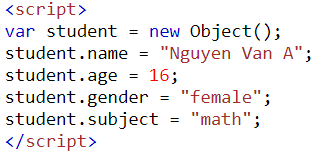 <script>
var student = new Object();
student.name = "Nguyen Van A";
student.age = 16;
student.gender = "female";
student.subject = "math";
</script>